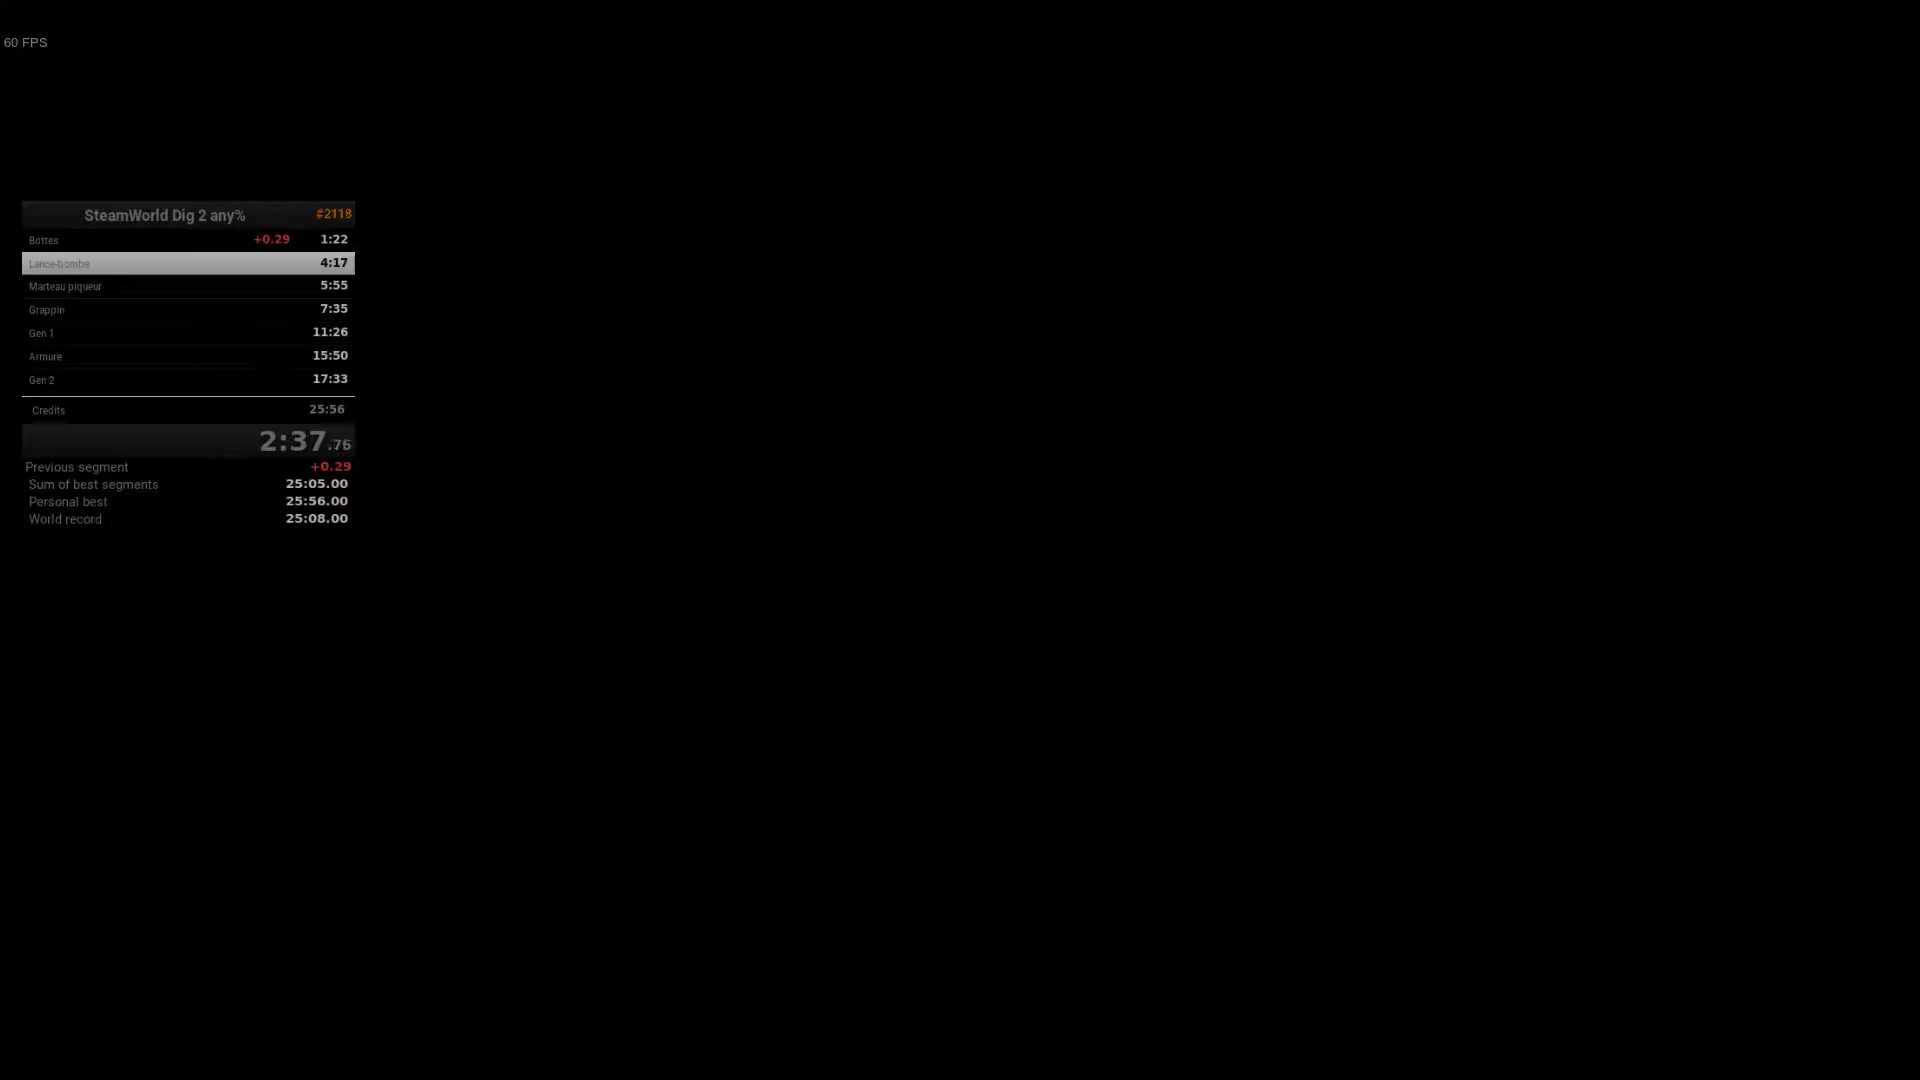 60 FPS
SteamWorld Dig 2 any% #2118
Bottes +0.29 1:22
Lance-bombe 4:17
Marteau piqueur 5:55
Grappin 7:35
Gen 1 11:26
Armure 15:50
Gen 2 17:33
Credits 25:56
2:37.76
Previous segment +0.29
Sum of best segments 25:05.00
Personal best 25:56.00
World record 25:08.00